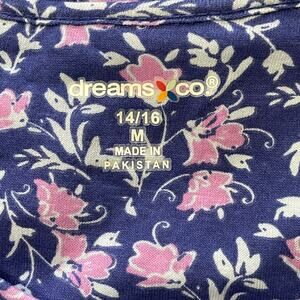 dreams co.®
14/16
M
MADE IN
PAKISTAN